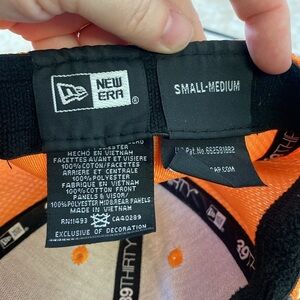 NEW
ERA
SMALL-MEDIUM
HECHO EN VIETNAM
FACETTES AVANT ET VISIERE
100% COTON/FACETTES
ARRIERE ET CENTRALE
100% POLYESTER
FABRIQUE EN VIETNAM
100% COTTON FRONT &
100% POLYESTER MID&REAR PANELS
MADE IN VIETNAM
RN11493 CA40289
EXCLUSIVE OF DECORATION
39THIRTY
39THIRTY